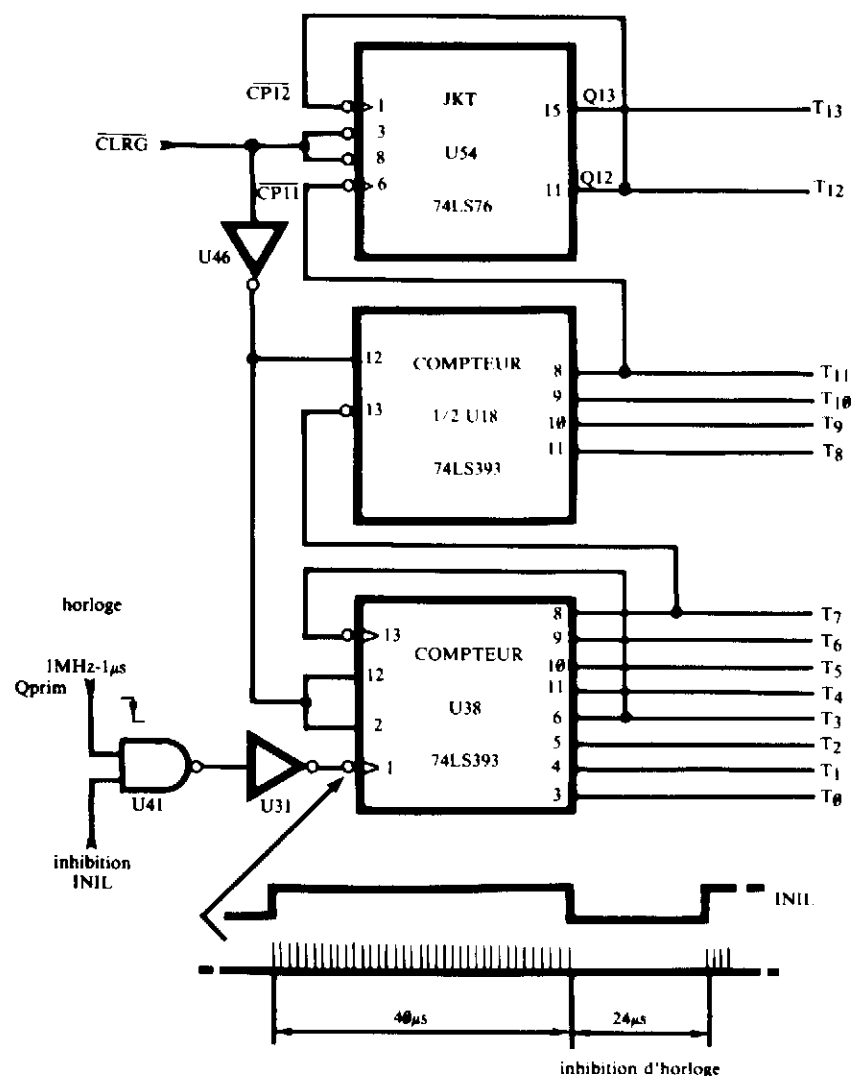 CP12
1
JKT
15
Q13
T13
CLRG
3
U54
8
CP11
6
74LS76
11
Q12
T12
U46
12
COMPTEUR
8
T11
9
T10
13
1/2 U18
10
T9
11
T8
74LS393
horloge
8
T7
13
9
T6
COMPTEUR
10
T5
1MHz-1µs
12
11
T4
Qprim
U38
6
T3
2
5
T2
74LS393
4
T1
1
3
T0
U41
U31
inhibition
INIL
INIL
40µs
24µs
inhibition d'horloge